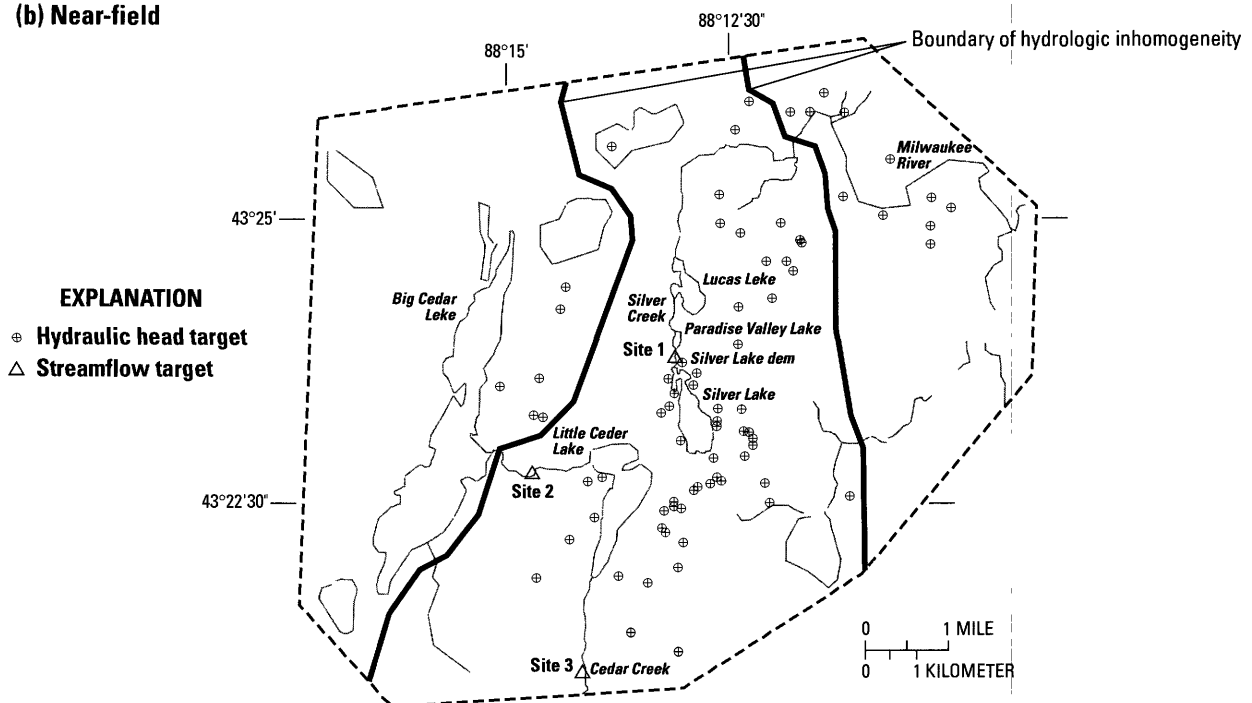 (b) Near-field
88°12'30"
88°15'
Boundary of hydrologic inhomogeneity
Milwaukee
River
43°25'
EXPLANATION
Hydraulic head target
Streamflow target
Big Cedar
Leke
Lucas Leke
Silver
Creek
Paradise Valley Lake
Site 1
Silver Lake dem
Silver Lake
Little Ceder
Lake
Site 2
43°22'30"
0 1 MILE
0 1 KILOMETER
Site 3
Cedar Creek